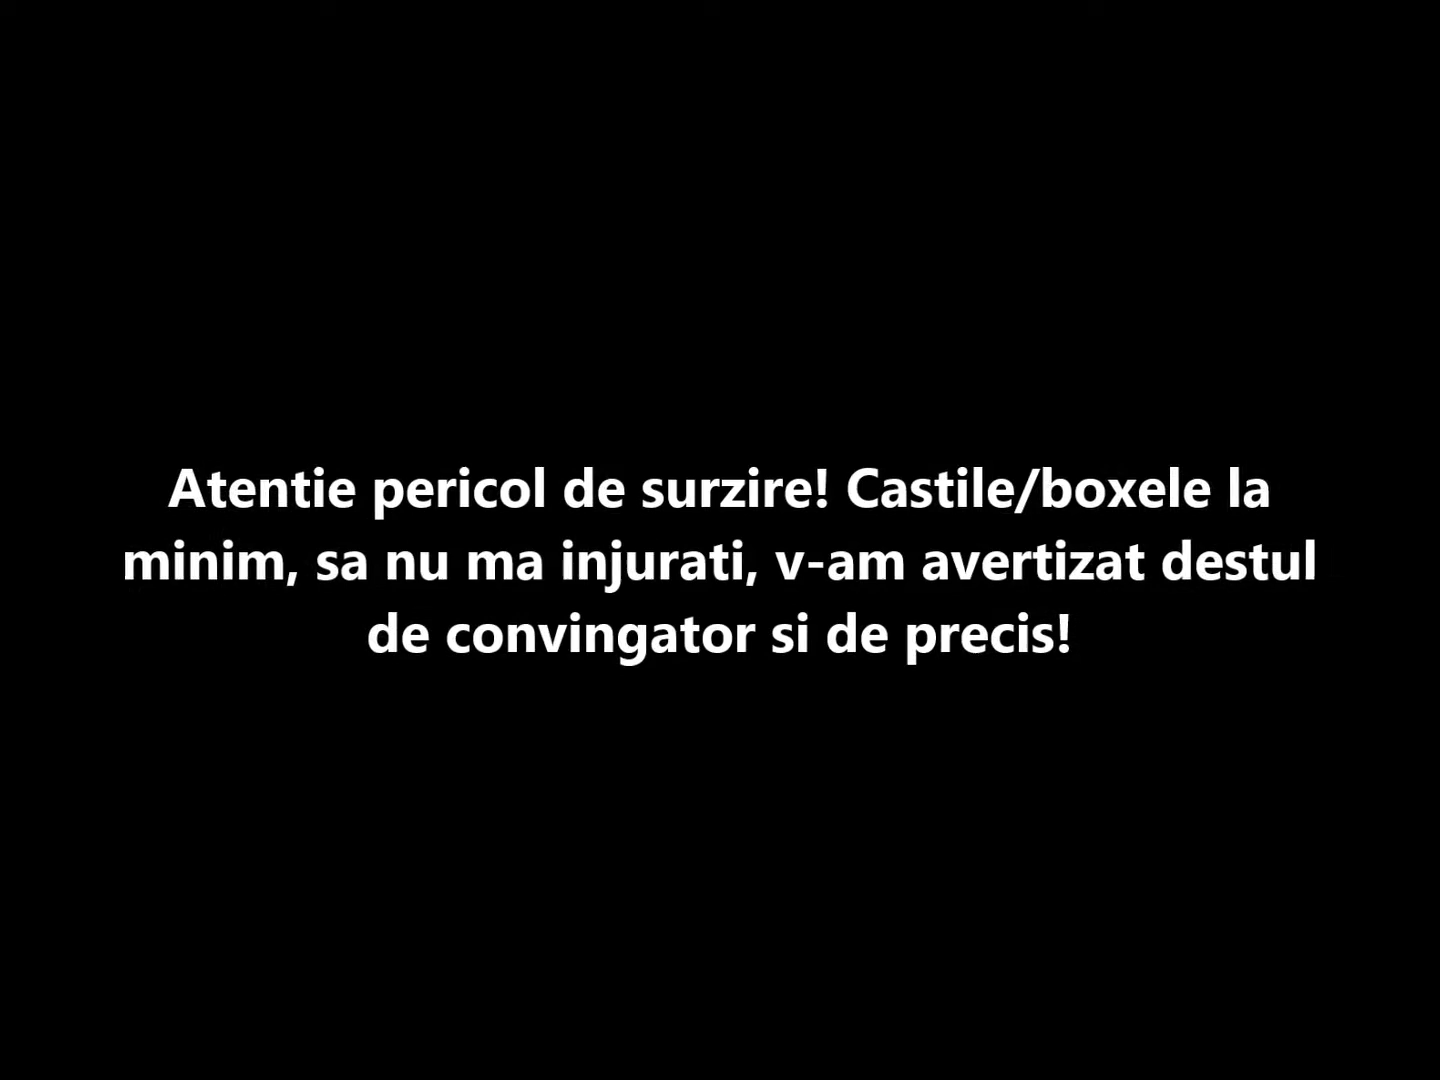 Atentie pericol de surzire! Castile/boxele la
minim, sa nu ma injurati, v-am avertizat destul
de convingator si de precis!